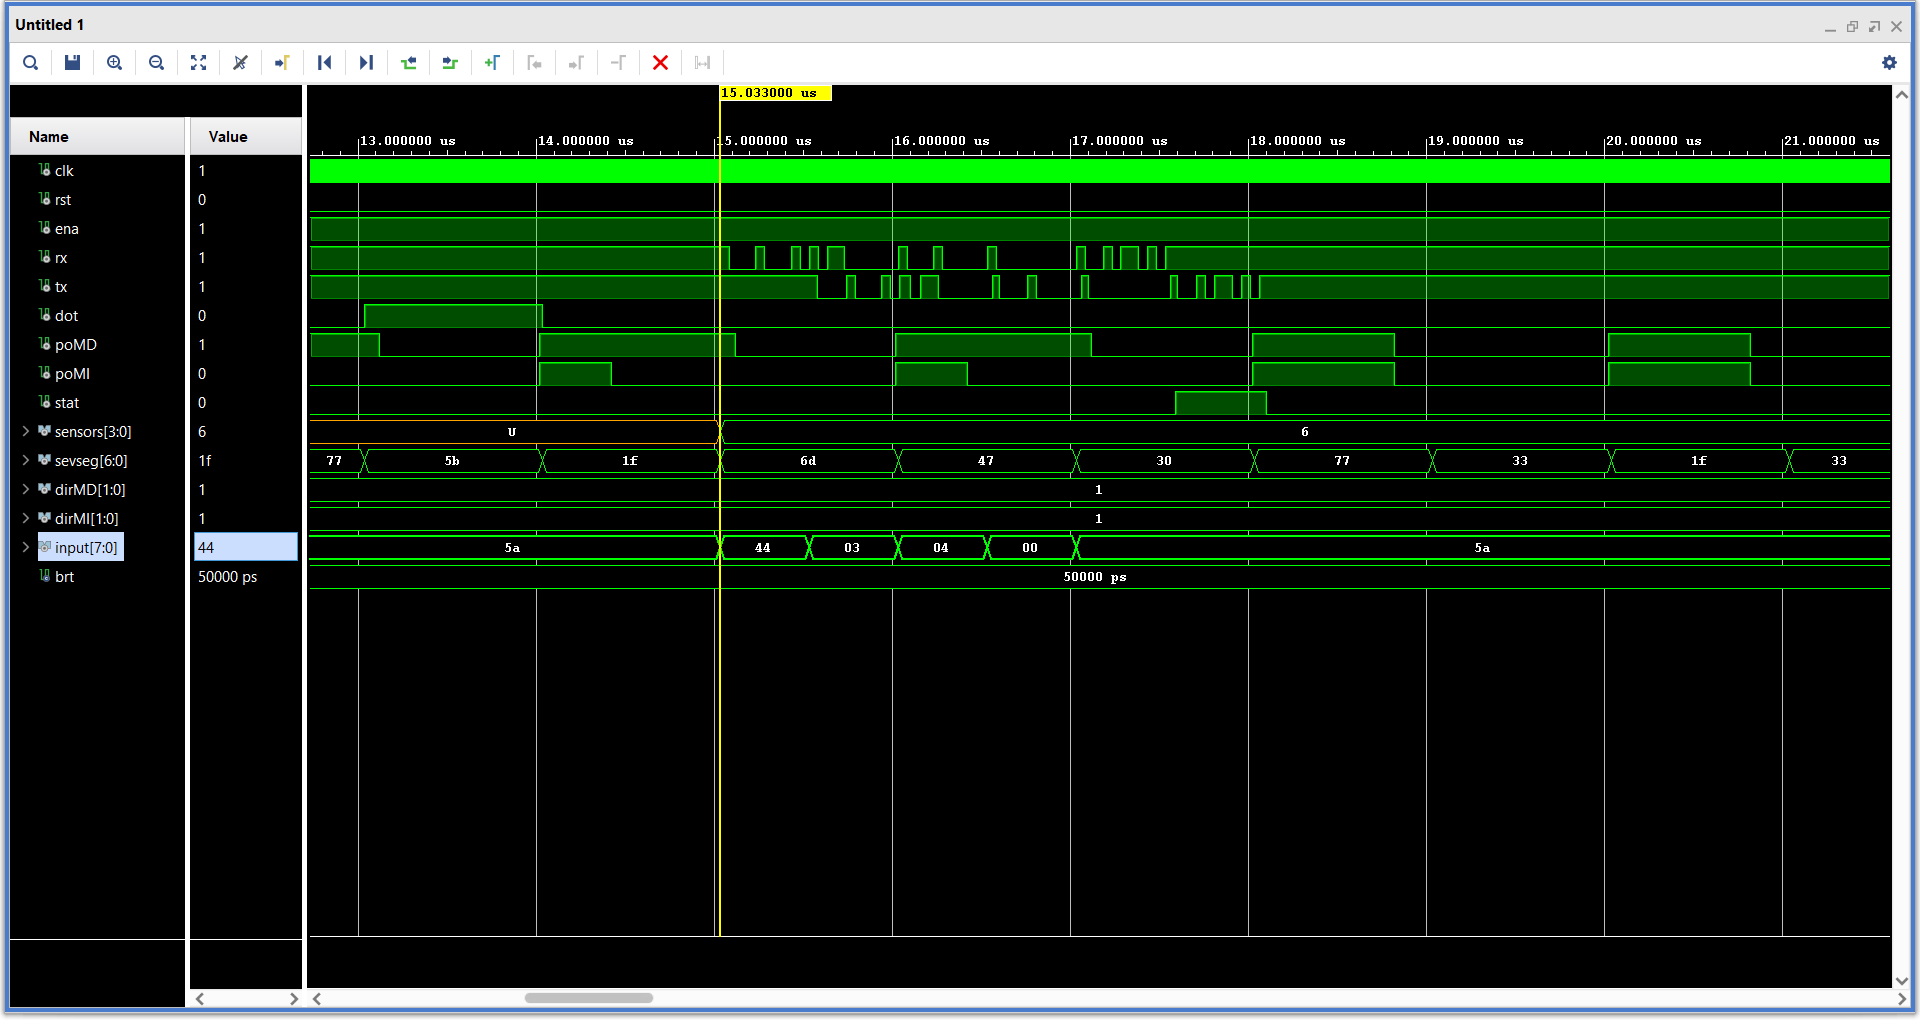 Untitled 1
15.033000 us
Name Value
13.000000 us 14.000000 us 15.000000 us 16.000000 us 17.000000 us 18.000000 us 19.000000 us 20.000000 us 21.000000 us
clk 1
rst 0
ena 1
rx 1
tx 1
dot 0
poMD 1
poMI 0
stat 0
sensors[3:0] 6 U 6
sevseg[6:0] 1f 77 5b 1f 6d 47 30 77 33 1f 33
dirMD[1:0] 1 1
dirMI[1:0] 1 1
input[7:0] 44 5a 44 03 04 00 5a
brt 50000 ps 50000 ps